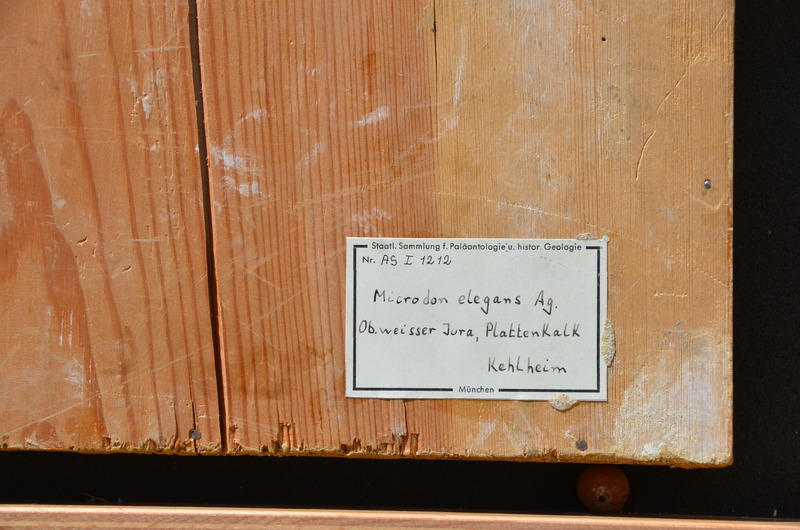 Staatl. Sammlung f. Paläontologie u. histor. Geologie
Nr. AS I 1212
Microdon elegans Ag.
Ob. weisser Jura, Plattenkalk
Kehlheim
München